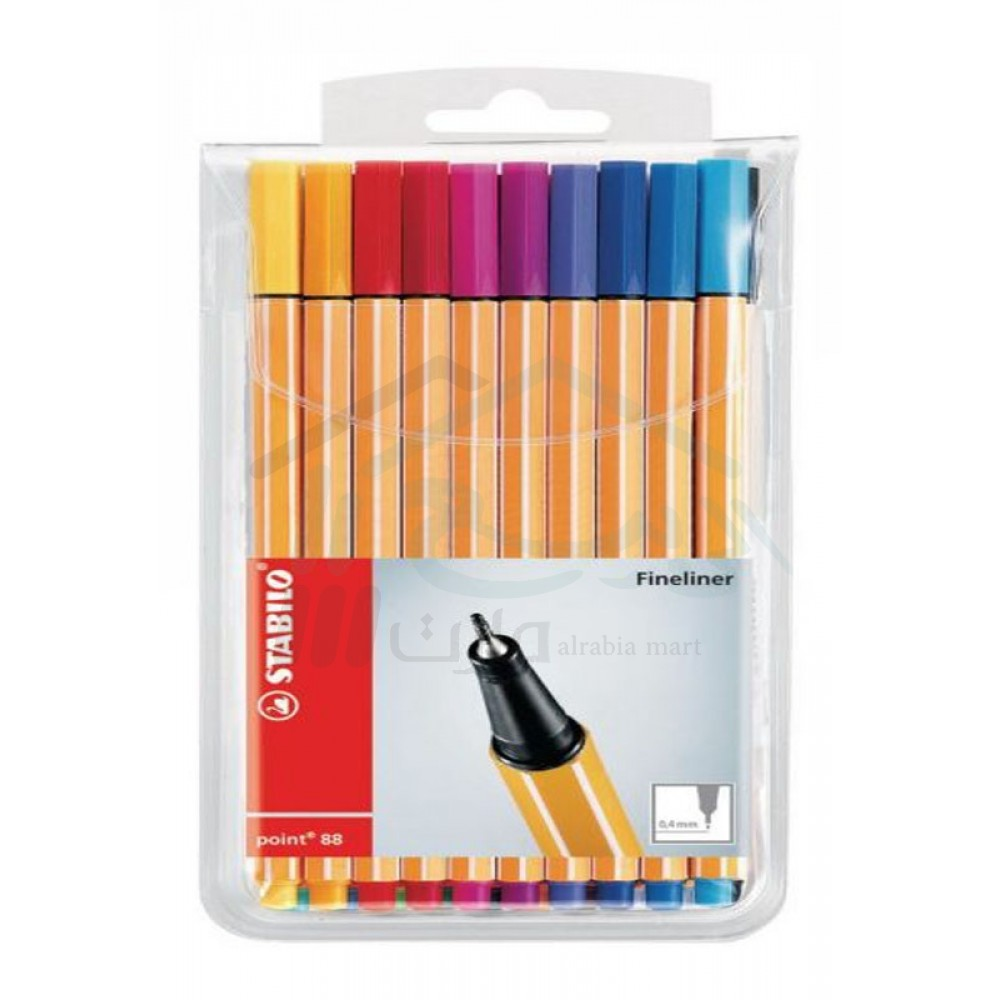 Fineliner
STABILO®
مارت
alrabia mart
0,4 mm
point® 88